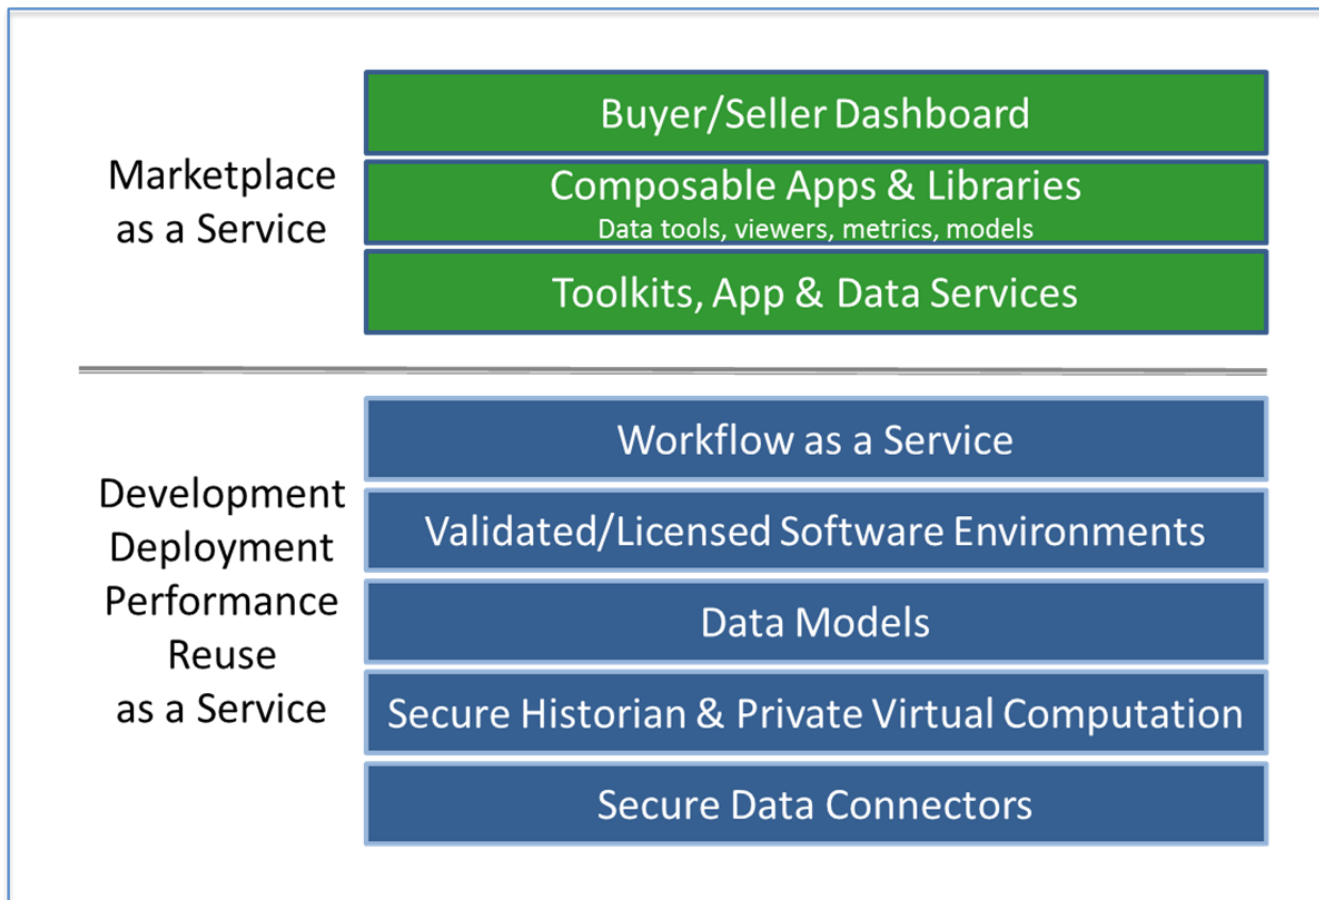 Marketplace
as a Service
Buyer/Seller Dashboard
Composable Apps & Libraries
Data tools, viewers, metrics, models
Toolkits, App & Data Services
Development
Deployment
Performance
Reuse
as a Service
Workflow as a Service
Validated/Licensed Software Environments
Data Models
Secure Historian & Private Virtual Computation
Secure Data Connectors